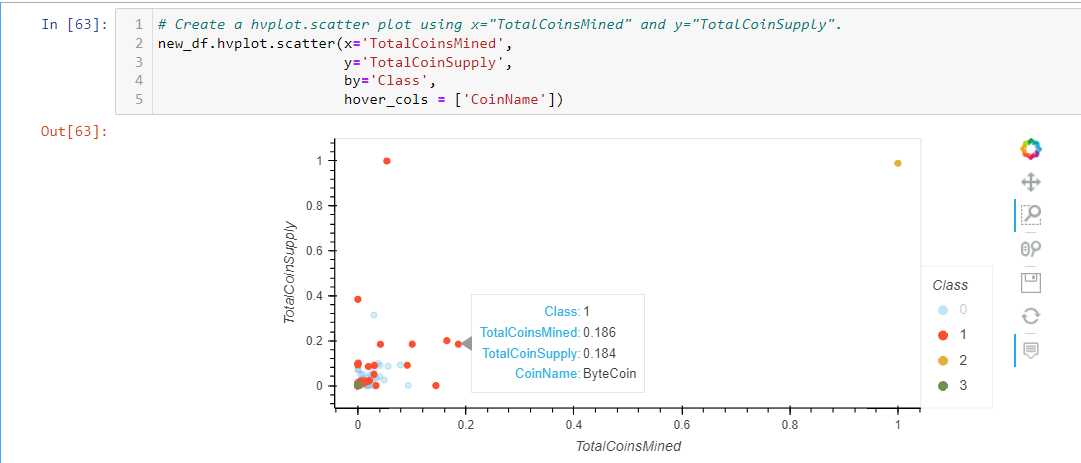 In [63]:
1 # Create a hvplot.scatter plot using x="TotalCoinsMined" and y="TotalCoinSupply".
2 new_df.hvplot.scatter(x='TotalCoinsMined',
3 y='TotalCoinSupply',
4 by='Class',
5 hover_cols = ['CoinName'])
Out[63]:
TotalCoinSupply
1
0.8
0.6
0.4
0.2
0
Class: 1
TotalCoinsMined: 0.186
TotalCoinSupply: 0.184
CoinName: ByteCoin
Class
0
1
2
3
0 0.2 0.4 0.6 0.8 1
TotalCoinsMined